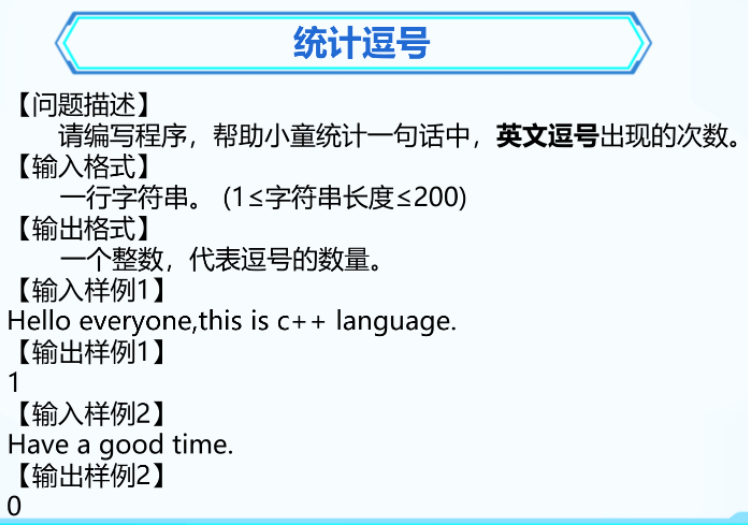 统计逗号
【问题描述】
请编写程序，帮助小童统计一句话中，英文逗号出现的次数。
【输入格式】
一行字符串。 (1≤字符串长度≤200)
【输出格式】
一个整数，代表逗号的数量。
【输入样例1】
Hello everyone,this is c++ language.
【输出样例1】
1
【输入样例2】
Have a good time.
【输出样例2】
0